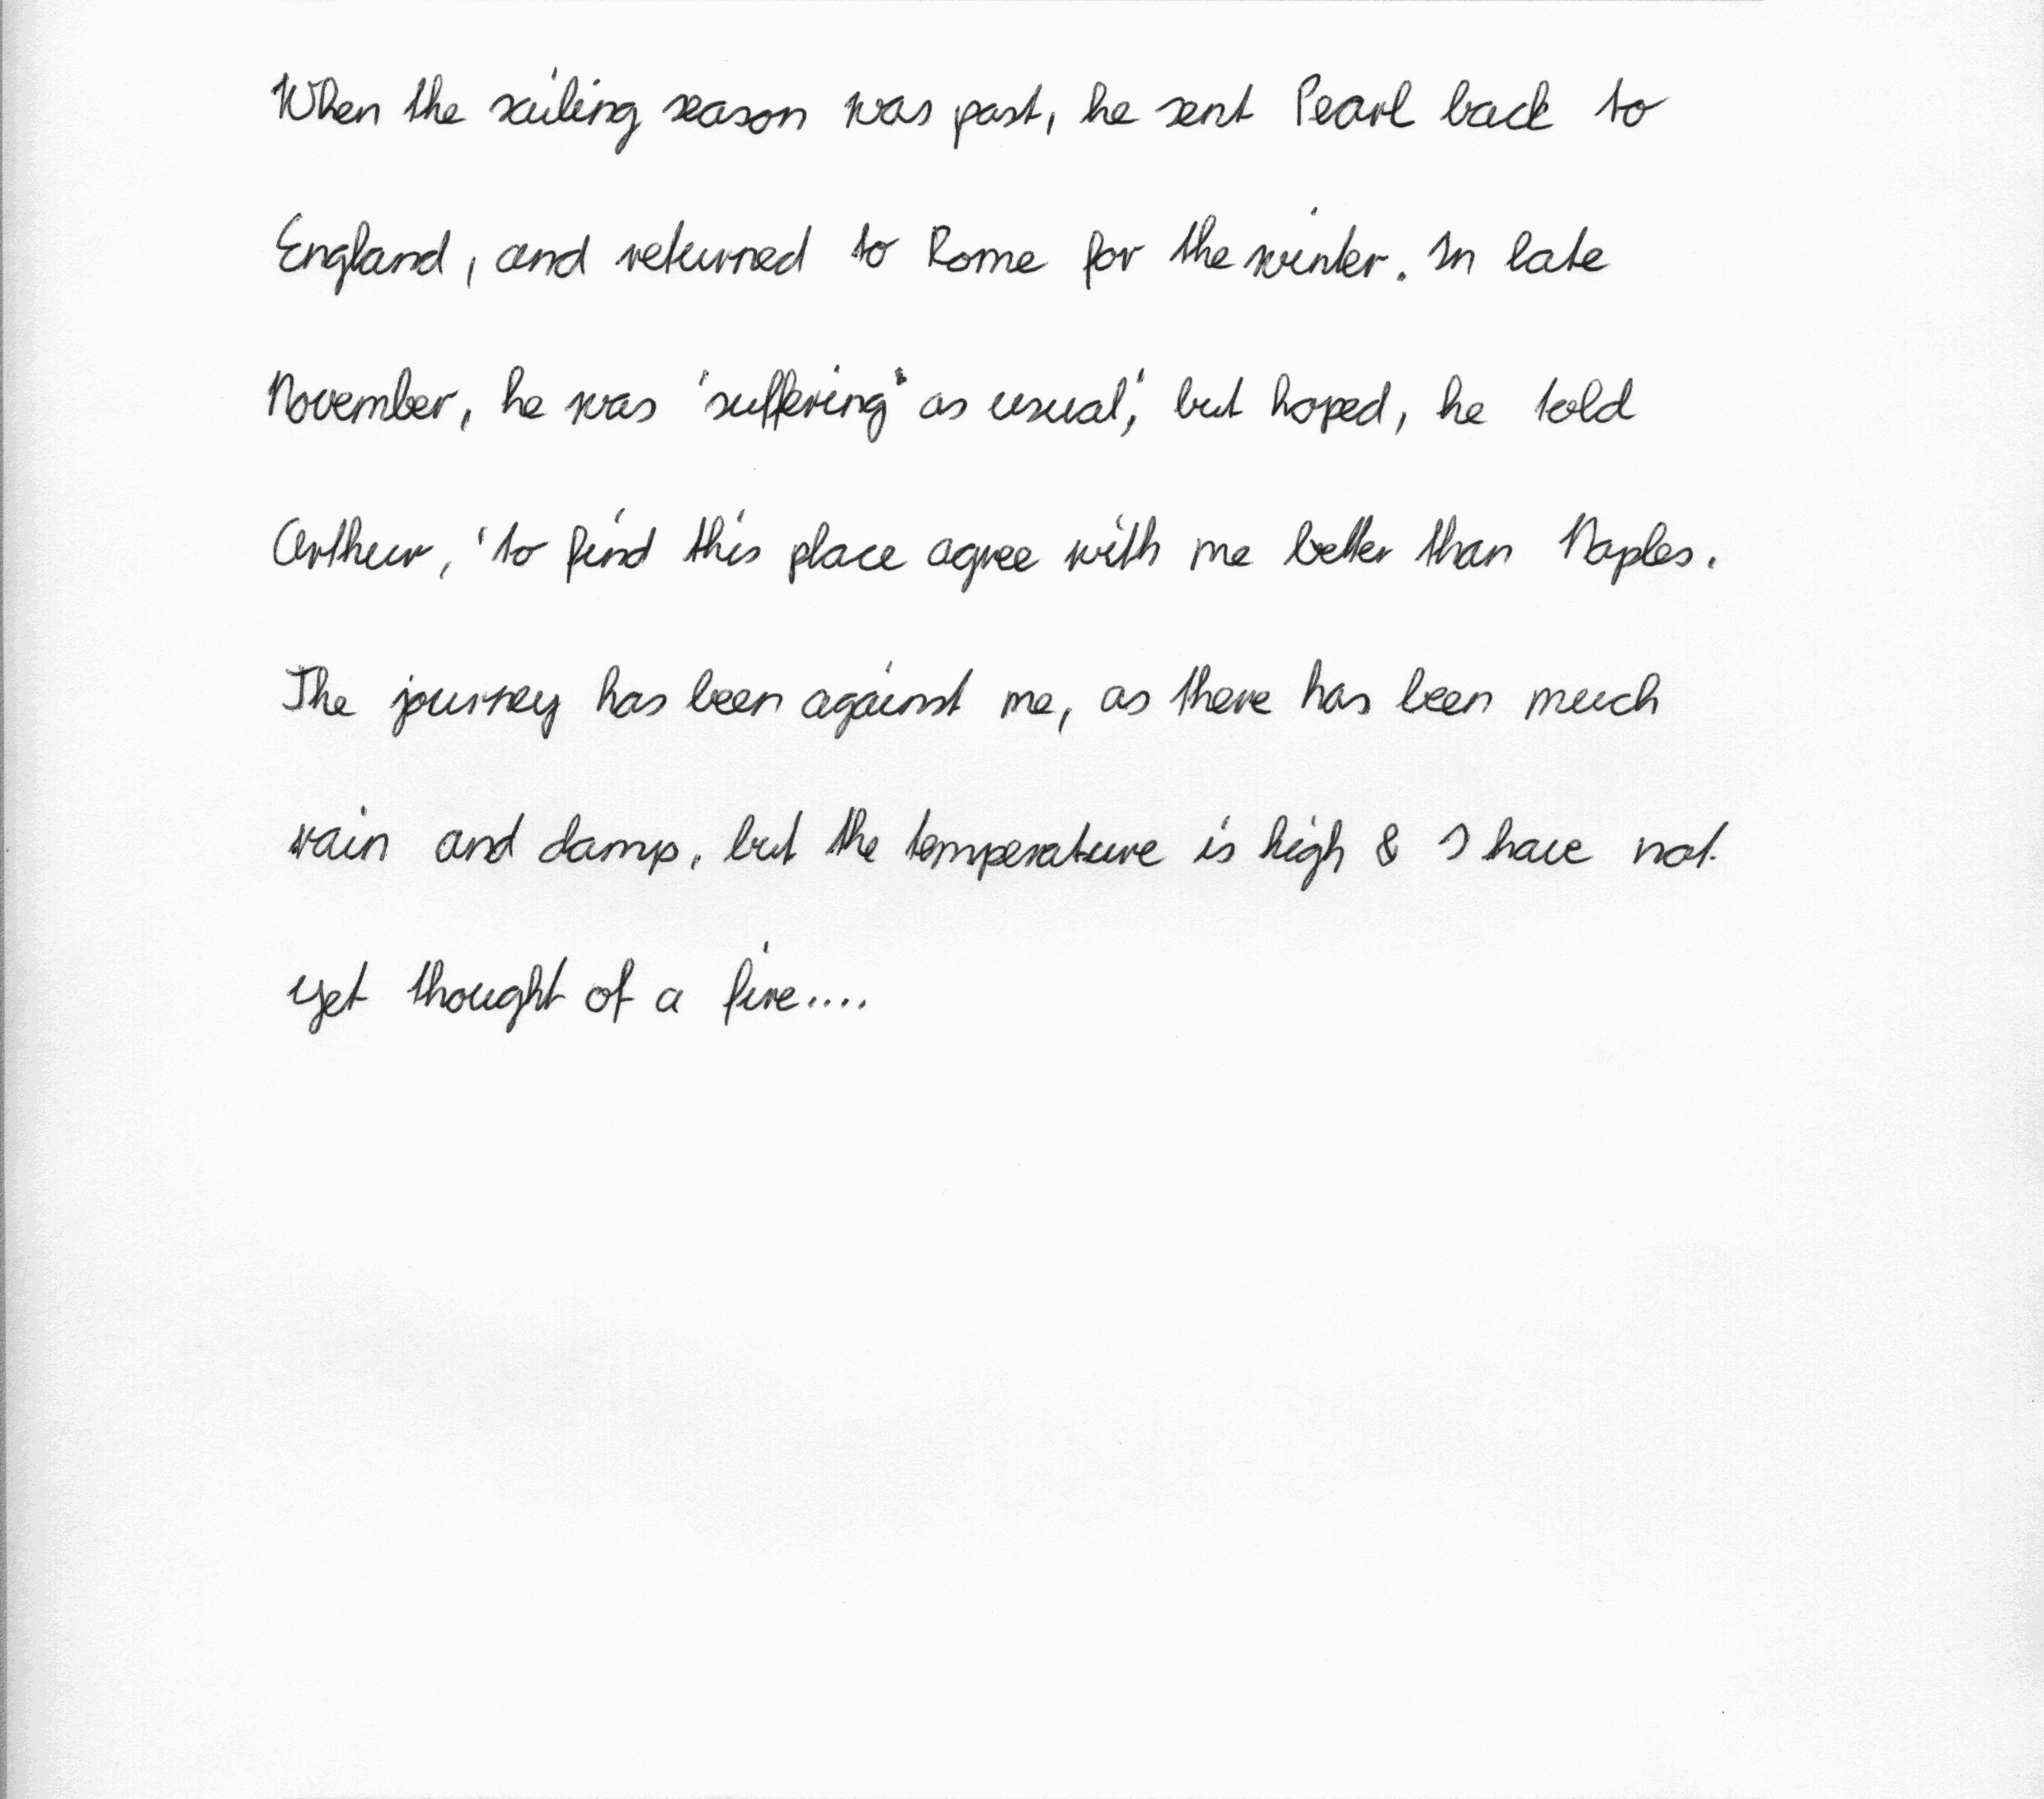 When the sailing season was past, he sent Pearl back to
England, and returned to Rome for the winter. In late
November, he was 'suffering' as usual,' but hoped, he told
Arthur, 'to find this place agree with me better than Naples.
The journey has been against me, as there has been much
rain and damp, but the temperature is high & I have not
yet thought of a fire....